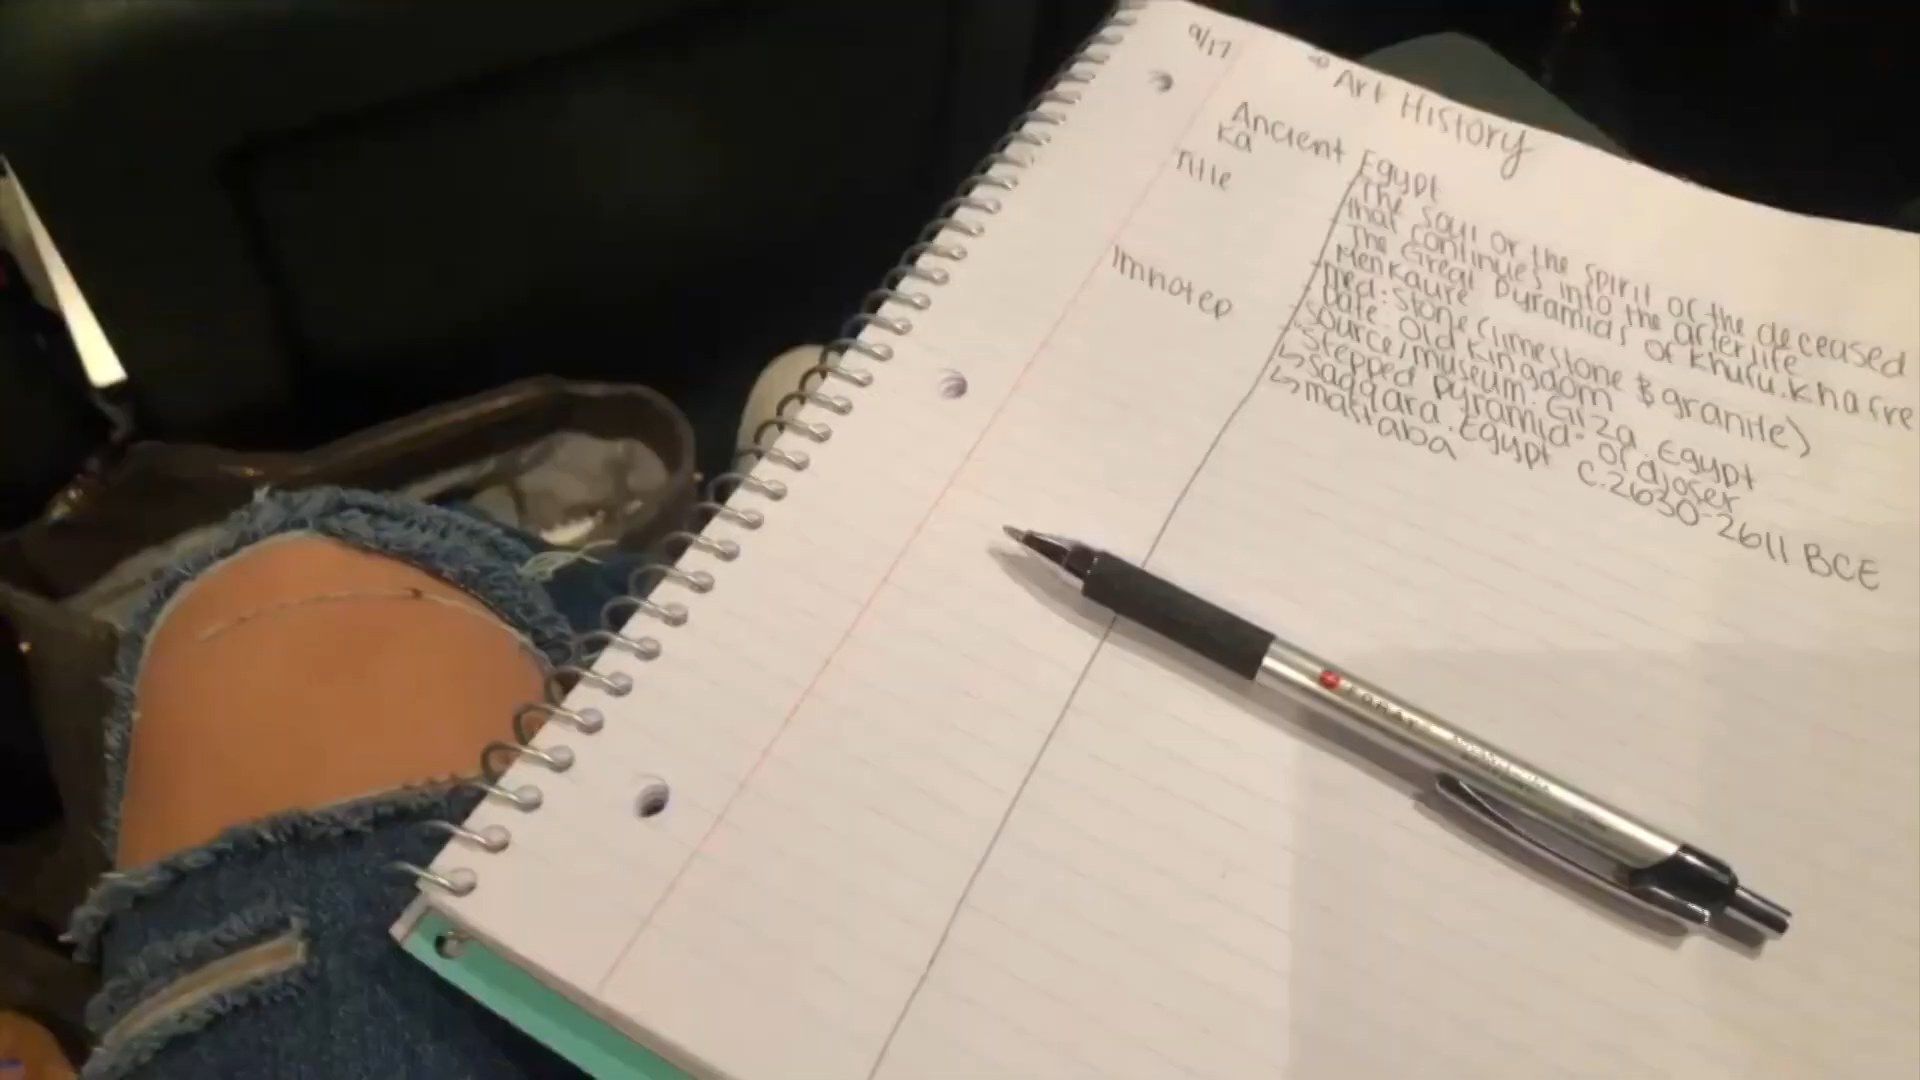 9/17
Art History
Ancient Egypt
Ka
The soul or the spirit of the deceased
that continues into the afterlife
Title
The Great Pyramids of Khufu, Khafre
Menkaure
Med: Stone (limestone $ granite)
Date: Old Kingdom
Source/museum: Giza, Egypt
Imhotep
Stepped pyramid- of djoser
↳ saqqara, Egypt c.2630-2611 BCE
↳ mastaba
FORAY